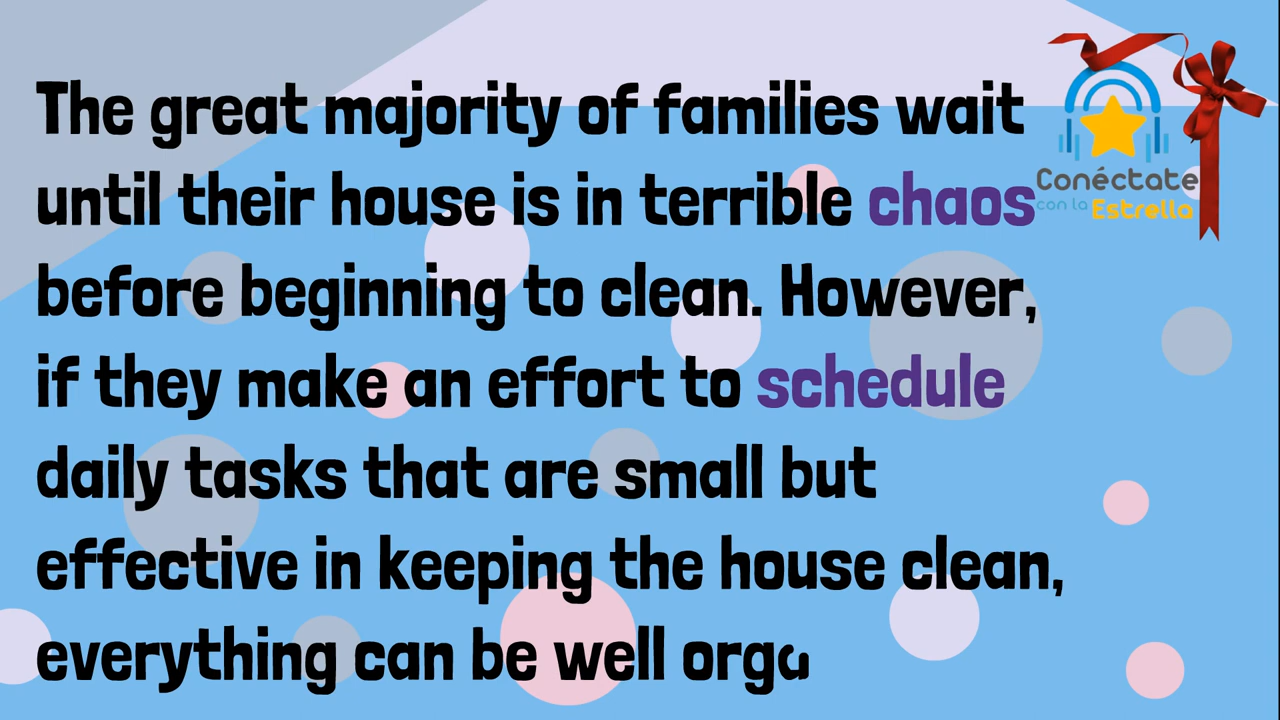 The great majority of families wait
until their house is in terrible chaos
before beginning to clean. However,
if they make an effort to schedule
daily tasks that are small but
effective in keeping the house clean,
everything can be well orga
Conéctate
con la Estrella